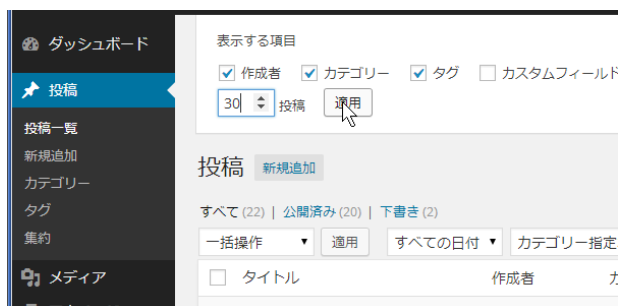 ダッシュボード
投稿
投稿一覧
新規追加
カテゴリー
タグ
集約
メディア
表示する項目
作成者 カテゴリー タグ カスタムフィールド
30 投稿 適用
投稿 新規追加
すべて (22) | 公開済み (20) | 下書き (2)
一括操作 適用 すべての日付 カテゴリー指定
タイトル 作成者